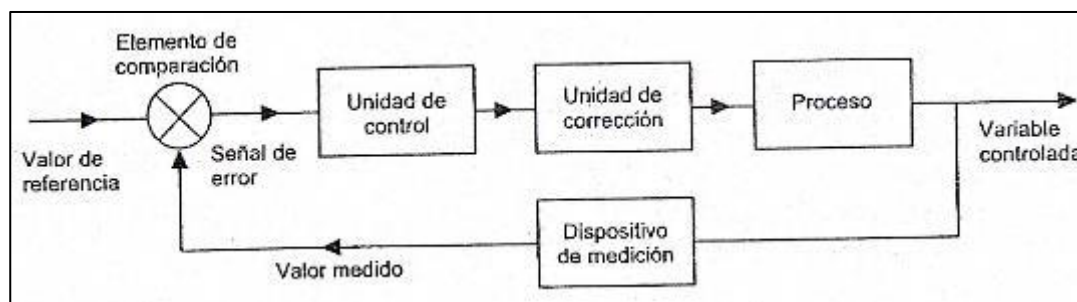 Elemento de
comparación
Unidad de
control
Unidad de
corrección
Proceso
Valor de
referencia
Señal de
error
Variable
controlada
Dispositivo
de medición
Valor medido